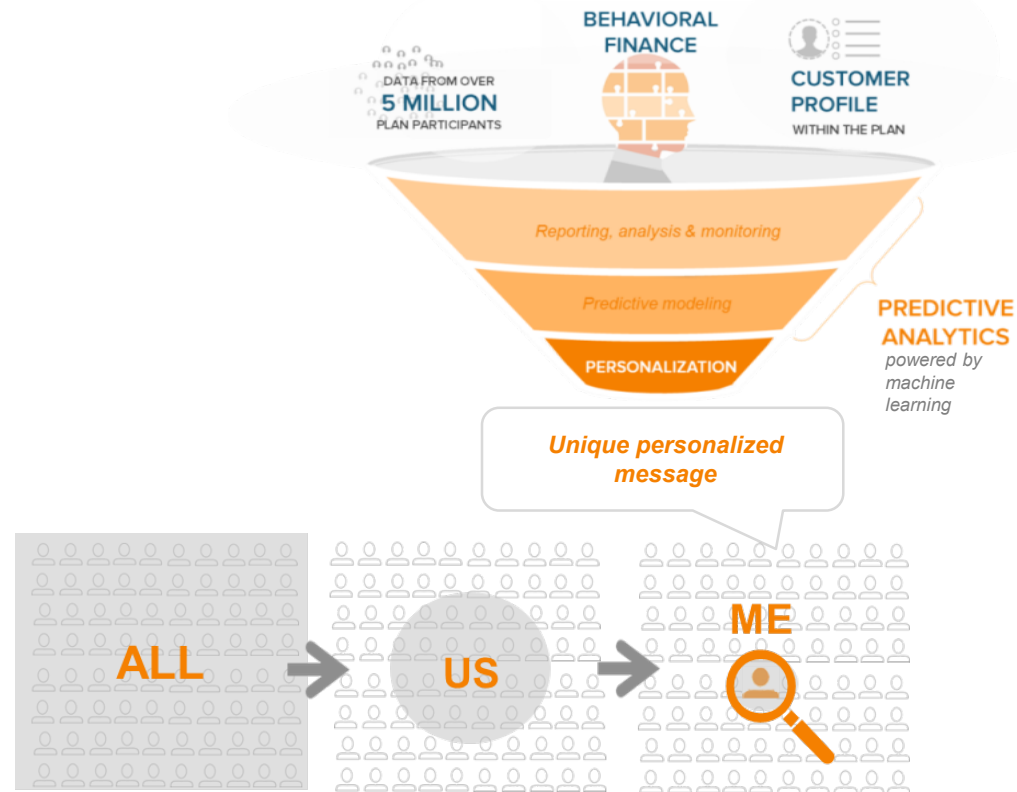 BEHAVIORAL
FINANCE
DATA FROM OVER
5 MILLION
PLAN PARTICIPANTS
CUSTOMER
PROFILE
WITHIN THE PLAN
Reporting, analysis & monitoring
Predictive modeling
PERSONALIZATION
PREDICTIVE
ANALYTICS
powered by
machine
learning
Unique personalized
message
ALL
US
ME